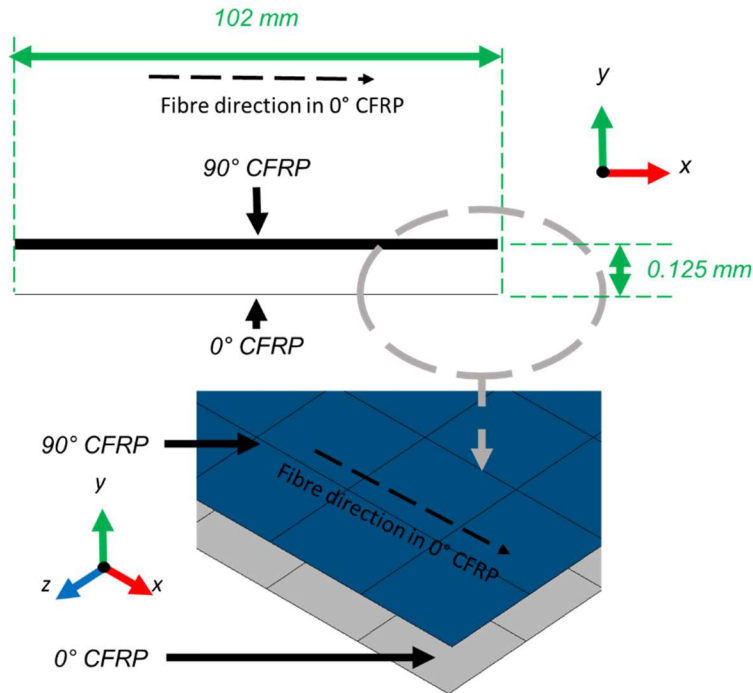 102 mm
Fibre direction in 0° CFRP
y
x
90° CFRP
0.125 mm
0° CFRP
90° CFRP
Fibre direction in 0° CFRP
y
z
x
0° CFRP